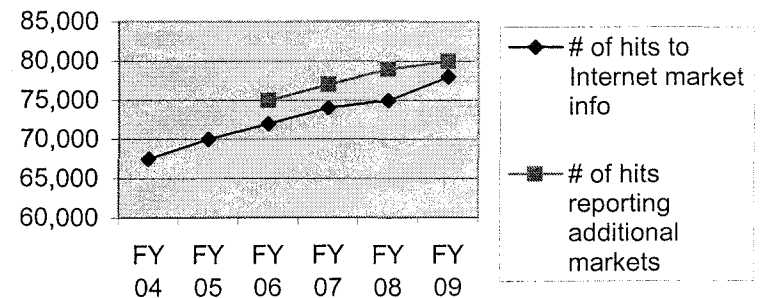 85,000
80,000
75,000
70,000
65,000
60,000
FY 04
FY 05
FY 06
FY 07
FY 08
FY 09
# of hits to
Internet market
info
# of hits
reporting
additional
markets